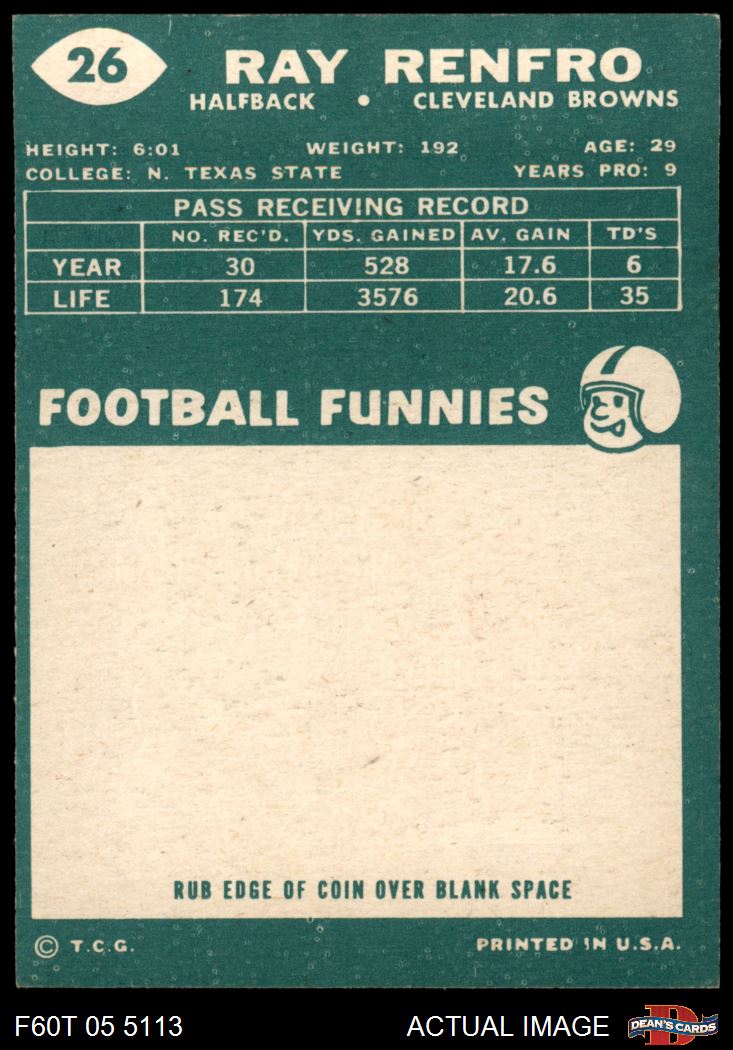 26
RAY RENFRO
HALFBACK • CLEVELAND BROWNS
HEIGHT: 6:01 WEIGHT: 192 AGE: 29
COLLEGE: N. TEXAS STATE YEARS PRO: 9
PASS RECEIVING RECORD
NO. REC'D. YDS. GAINED AV. GAIN TD'S
YEAR 30 528 17.6 6
LIFE 174 3576 20.6 35
FOOTBALL FUNNIES
RUB EDGE OF COIN OVER BLANK SPACE
© T.C.G. PRINTED IN U.S.A.
F60T 05 5113 ACTUAL IMAGE D DEAN'S CARDS